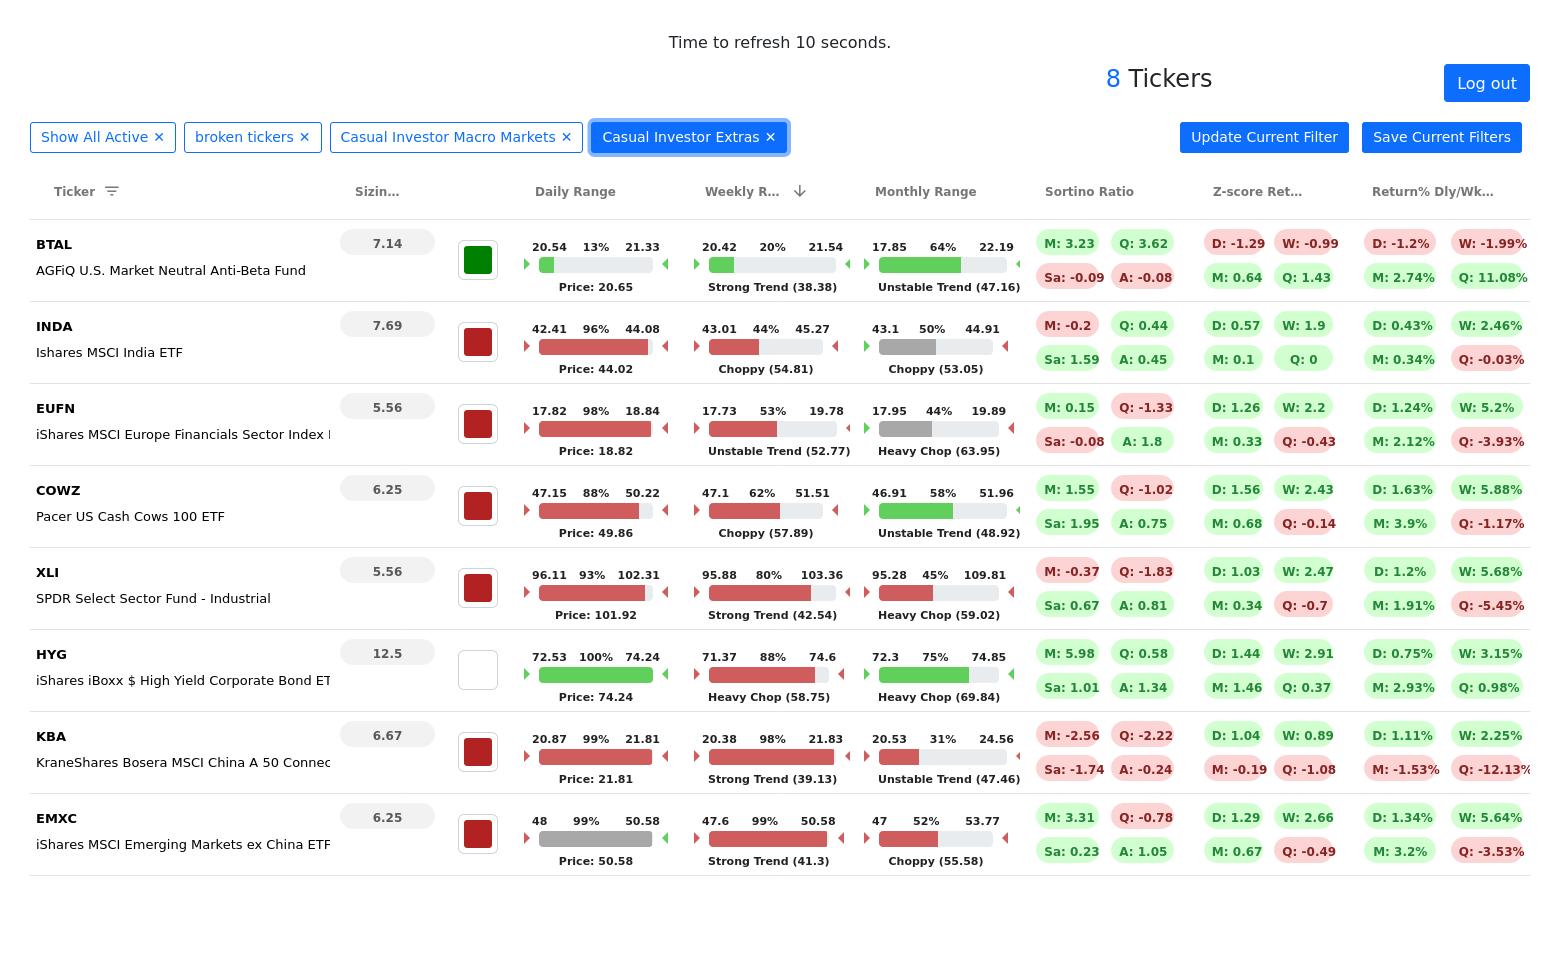 Time to refresh 10 seconds.
8 Tickers
Log out
Show All Active ✕ broken tickers ✕ Casual Investor Macro Markets ✕ Casual Investor Extras ✕ Update Current Filter Save Current Filters
Ticker Sizin... Daily Range Weekly R... Monthly Range Sortino Ratio Z-score Ret... Return% Dly/Wk...
BTAL 7.14 20.54 13% 21.33 20.42 20% 21.54 17.85 64% 22.19 M: 3.23 Q: 3.62 D: -1.29 W: -0.99 D: -1.2% W: -1.99%
AGFiQ U.S. Market Neutral Anti-Beta Fund Sa: -0.09 A: -0.08 M: 0.64 Q: 1.43 M: 2.74% Q: 11.08%
Price: 20.65 Strong Trend (38.38) Unstable Trend (47.16)
INDA 7.69 42.41 96% 44.08 43.01 44% 45.27 43.1 50% 44.91 M: -0.2 Q: 0.44 D: 0.57 W: 1.9 D: 0.43% W: 2.46%
Ishares MSCI India ETF Sa: 1.59 A: 0.45 M: 0.1 Q: 0 M: 0.34% Q: -0.03%
Price: 44.02 Choppy (54.81) Choppy (53.05)
EUFN 5.56 17.82 98% 18.84 17.73 53% 19.78 17.95 44% 19.89 M: 0.15 Q: -1.33 D: 1.26 W: 2.2 D: 1.24% W: 5.2%
iShares MSCI Europe Financials Sector Index Sa: -0.08 A: 1.8 M: 0.33 Q: -0.43 M: 2.12% Q: -3.93%
Price: 18.82 Unstable Trend (52.77) Heavy Chop (63.95)
COWZ 6.25 47.15 88% 50.22 47.1 62% 51.51 46.91 58% 51.96 M: 1.55 Q: -1.02 D: 1.56 W: 2.43 D: 1.63% W: 5.88%
Pacer US Cash Cows 100 ETF Sa: 1.95 A: 0.75 M: 0.68 Q: -0.14 M: 3.9% Q: -1.17%
Price: 49.86 Choppy (57.89) Unstable Trend (48.92)
XLI 5.56 96.11 93% 102.31 95.88 80% 103.36 95.28 45% 109.81 M: -0.37 Q: -1.83 D: 1.03 W: 2.47 D: 1.2% W: 5.68%
SPDR Select Sector Fund - Industrial Sa: 0.67 A: 0.81 M: 0.34 Q: -0.7 M: 1.91% Q: -5.45%
Price: 101.92 Strong Trend (42.54) Heavy Chop (59.02)
HYG 12.5 72.53 100% 74.24 71.37 88% 74.6 72.3 75% 74.85 M: 5.98 Q: 0.58 D: 1.44 W: 2.91 D: 0.75% W: 3.15%
iShares iBoxx $ High Yield Corporate Bond ET Sa: 1.01 A: 1.34 M: 1.46 Q: 0.37 M: 2.93% Q: 0.98%
Price: 74.24 Heavy Chop (58.75) Heavy Chop (69.84)
KBA 6.67 20.87 99% 21.81 20.38 98% 21.83 20.53 31% 24.56 M: -2.56 Q: -2.22 D: 1.04 W: 0.89 D: 1.11% W: 2.25%
KraneShares Bosera MSCI China A 50 Connec Sa: -1.74 A: -0.24 M: -0.19 Q: -1.08 M: -1.53% Q: -12.13%
Price: 21.81 Strong Trend (39.13) Unstable Trend (47.46)
EMXC 6.25 48 99% 50.58 47.6 99% 50.58 47 52% 53.77 M: 3.31 Q: -0.78 D: 1.29 W: 2.66 D: 1.34% W: 5.64%
iShares MSCI Emerging Markets ex China ETF Sa: 0.23 A: 1.05 M: 0.67 Q: -0.49 M: 3.2% Q: -3.53%
Price: 50.58 Strong Trend (41.3) Choppy (55.58)